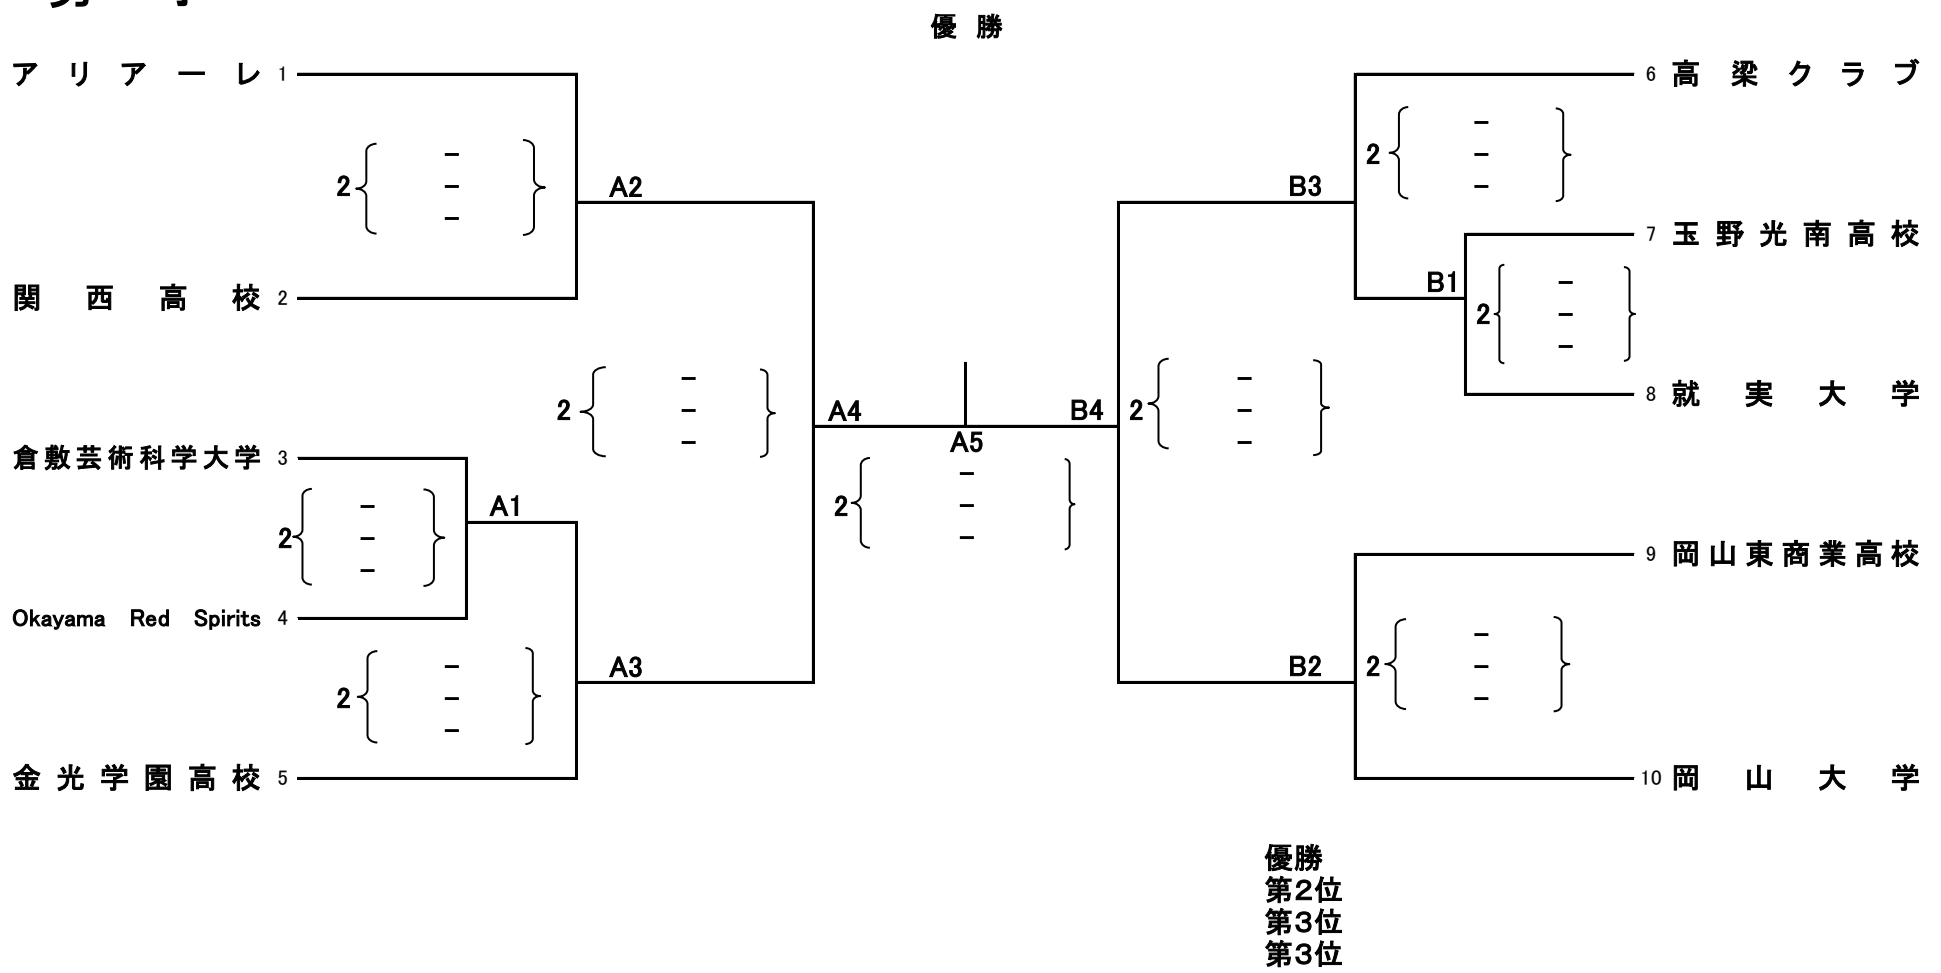 優勝
アリアーレ 1
6 高梁クラブ
2 { - - - }
A2
B3
2 { - - - }
7 玉野光南高校
関西高校 2
B1
2 { - - - }
8 就実大学
2 { - - - }
A4
A5
B4
2 { - - - }
倉敷芸術科学大学 3
2 { - - - }
A1
2 { - - - }
9 岡山東商業高校
Okayama Red Spirits 4
2 { - - - }
A3
B2
2 { - - - }
金光学園高校 5
10 岡山大学
優勝
第2位
第3位
第3位